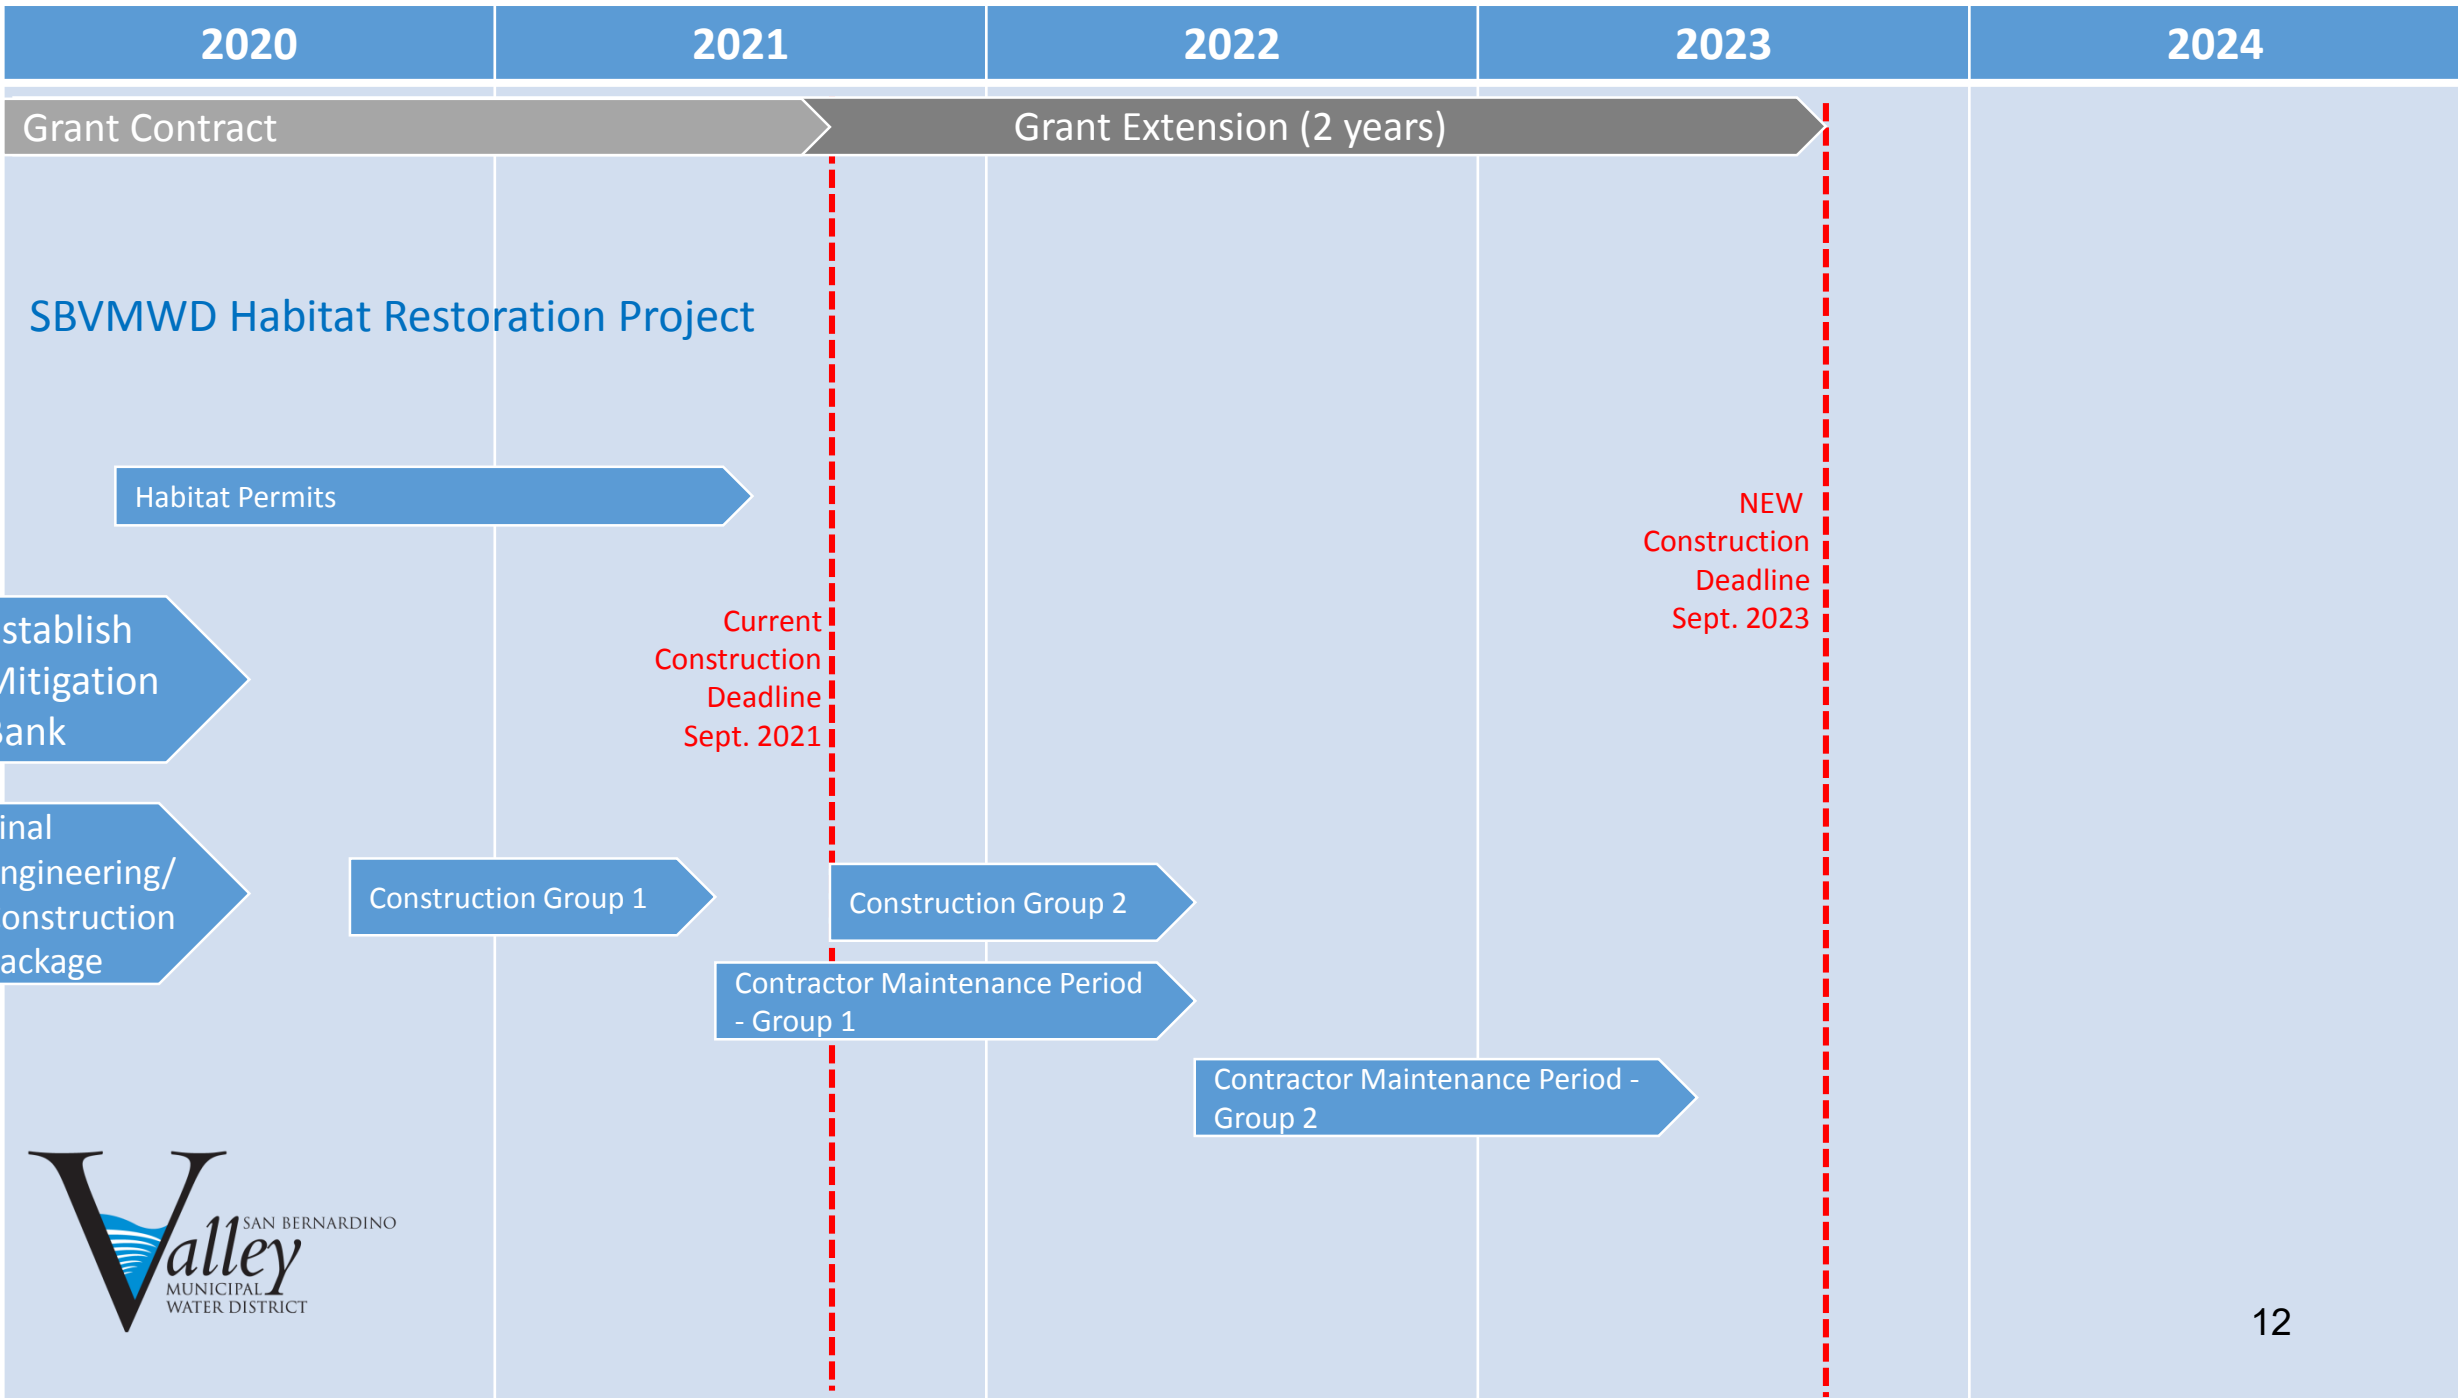 2020
2021
2022
2023
2024
Grant Contract
Grant Extension (2 years)
SBVMWD Habitat Restoration Project
Habitat Permits
NEW
Construction
Deadline
Sept. 2023
stablish
Mitigation
Bank
Current
Construction
Deadline
Sept. 2021
inal
ngineering/
onstruction
ackage
Construction Group 1
Construction Group 2
Contractor Maintenance Period
- Group 1
Contractor Maintenance Period -
Group 2
SAN BERNARDINO
Valley
MUNICIPAL
WATER DISTRICT
12